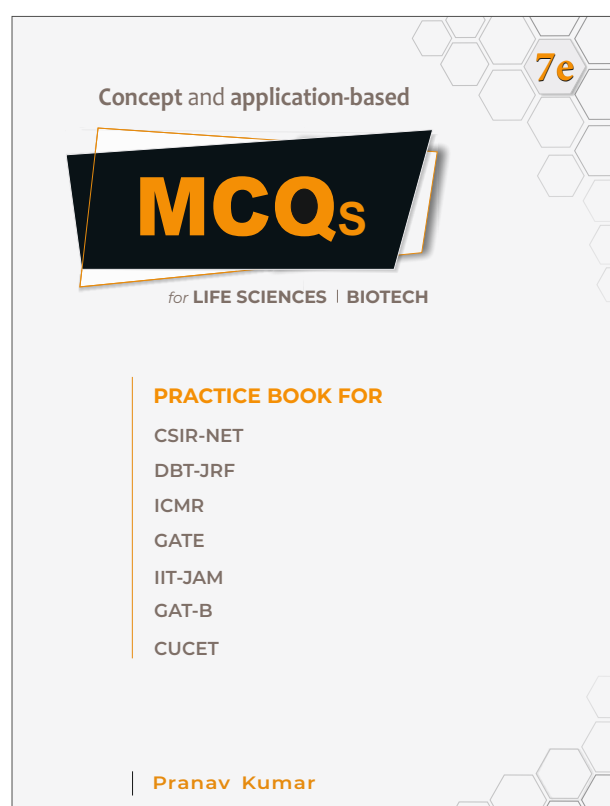 7e
Concept and application-based
MCQs
for LIFE SCIENCES | BIOTECH
PRACTICE BOOK FOR
CSIR-NET
DBT-JRF
ICMR
GATE
IIT-JAM
GAT-B
CUCET
Pranav Kumar